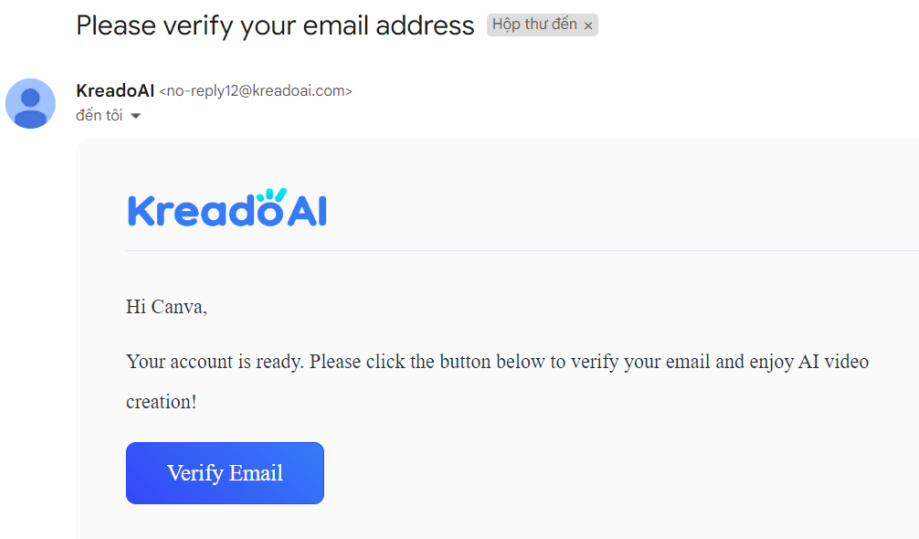 Please verify your email address Hộp thư đến ×
KreadoAI <no-reply12@kreadoai.com>
đến tôi
KreadoAI
Hi Canva,
Your account is ready. Please click the button below to verify your email and enjoy AI video
creation!
Verify Email